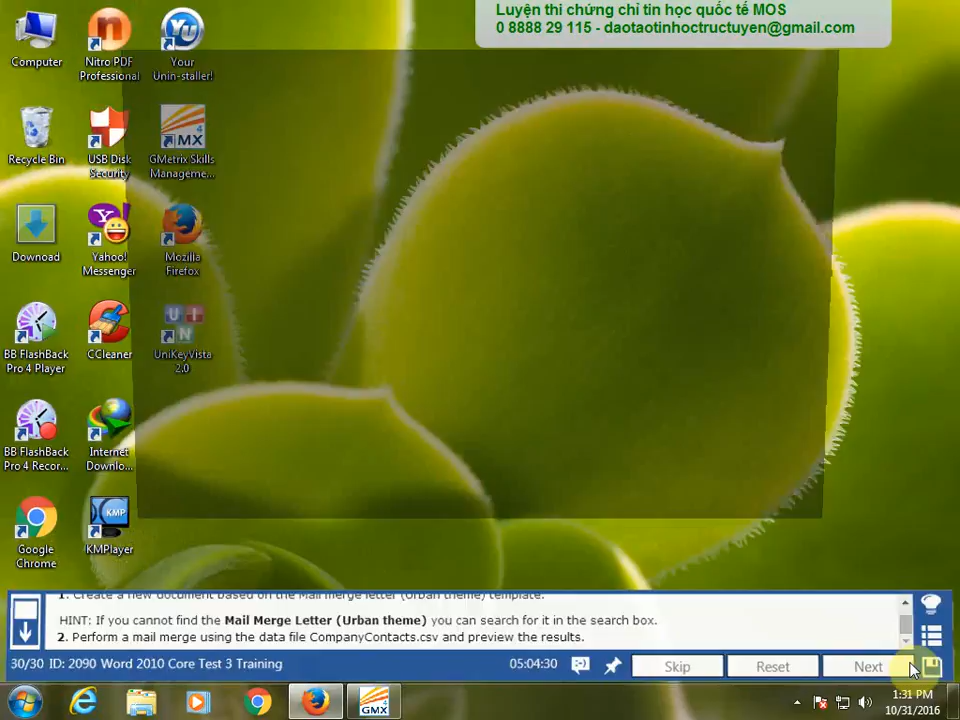 Luyện thi chứng chỉ tin học quốc tế MOS
0 8888 29 115 - daotaotinhoctructuyen@gmail.com
Computer
Nitro PDF
Professional
Your
Unin-staller!
Recycle Bin
USB Disk
Security
4
MX
GMetrix Skills
Manageme...
Downoad
Yahoo!
Messenger
Mozilla
Firefox
BB FlashBack
Pro 4 Player
CCleaner
U I
N
UniKeyVista
2.0
BB FlashBack
Pro 4 Recor...
Internet
Downlo...
Google
Chrome
KMP
KMPlayer
1. Create a new document based on the Mail merge letter (Urban theme) template.
HINT: If you cannot find the Mail Merge Letter (Urban theme) you can search for it in the search box.
2. Perform a mail merge using the data file CompanyContacts.csv and preview the results.
30/30 ID: 2090 Word 2010 Core Test 3 Training
05:04:30
Skip
Reset
Next
GMX
1:31 PM
10/31/2016